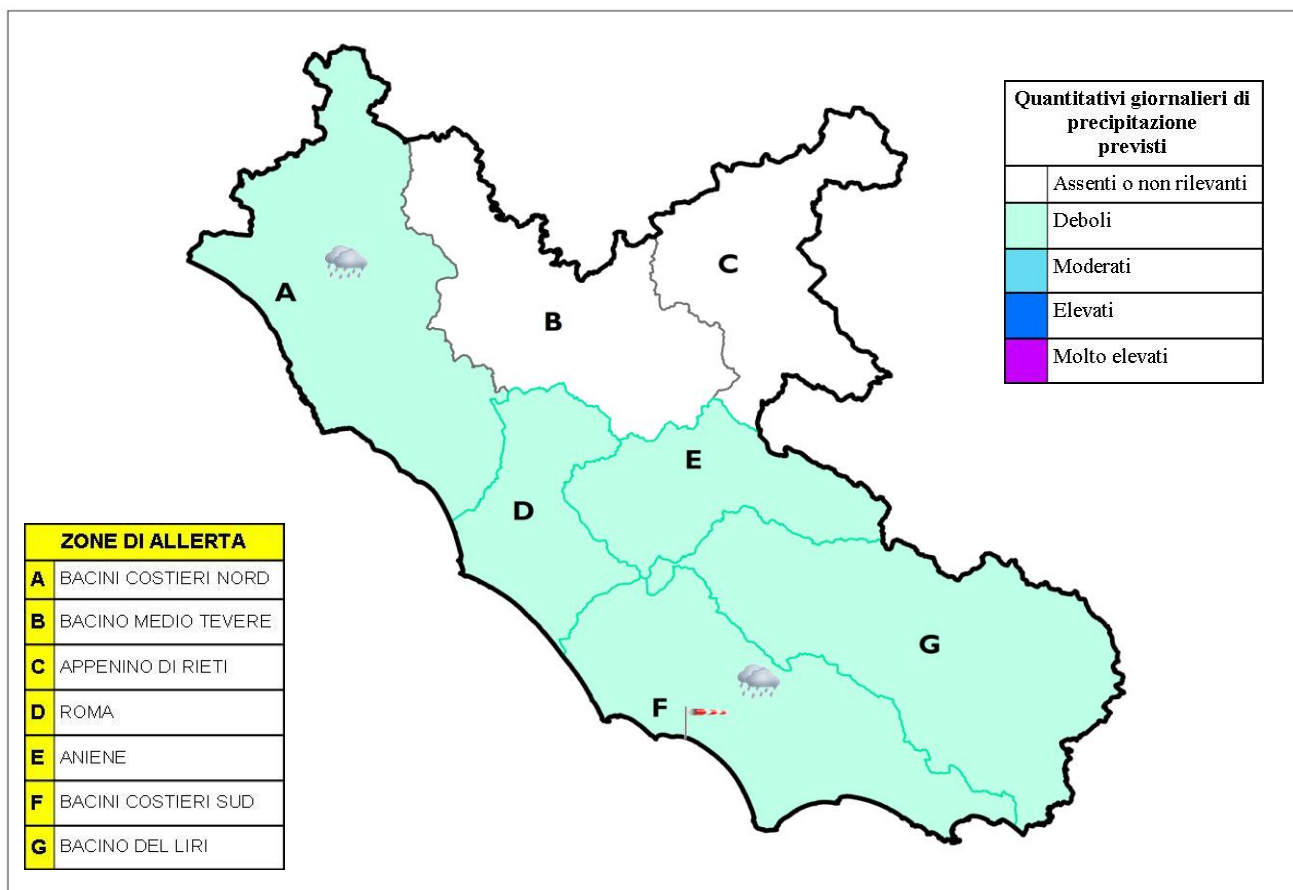 Quantitativi giornalieri di
precipitazione
previsti
Assenti o non rilevanti
Deboli
Moderati
Elevati
Molto elevati
A
B
C
D
E
F
G
ZONE DI ALLERTA
A BACINI COSTIERI NORD
B BACINO MEDIO TEVERE
C APPENINO DI RIETI
D ROMA
E ANIENE
F BACINI COSTIERI SUD
G BACINO DEL LIRI